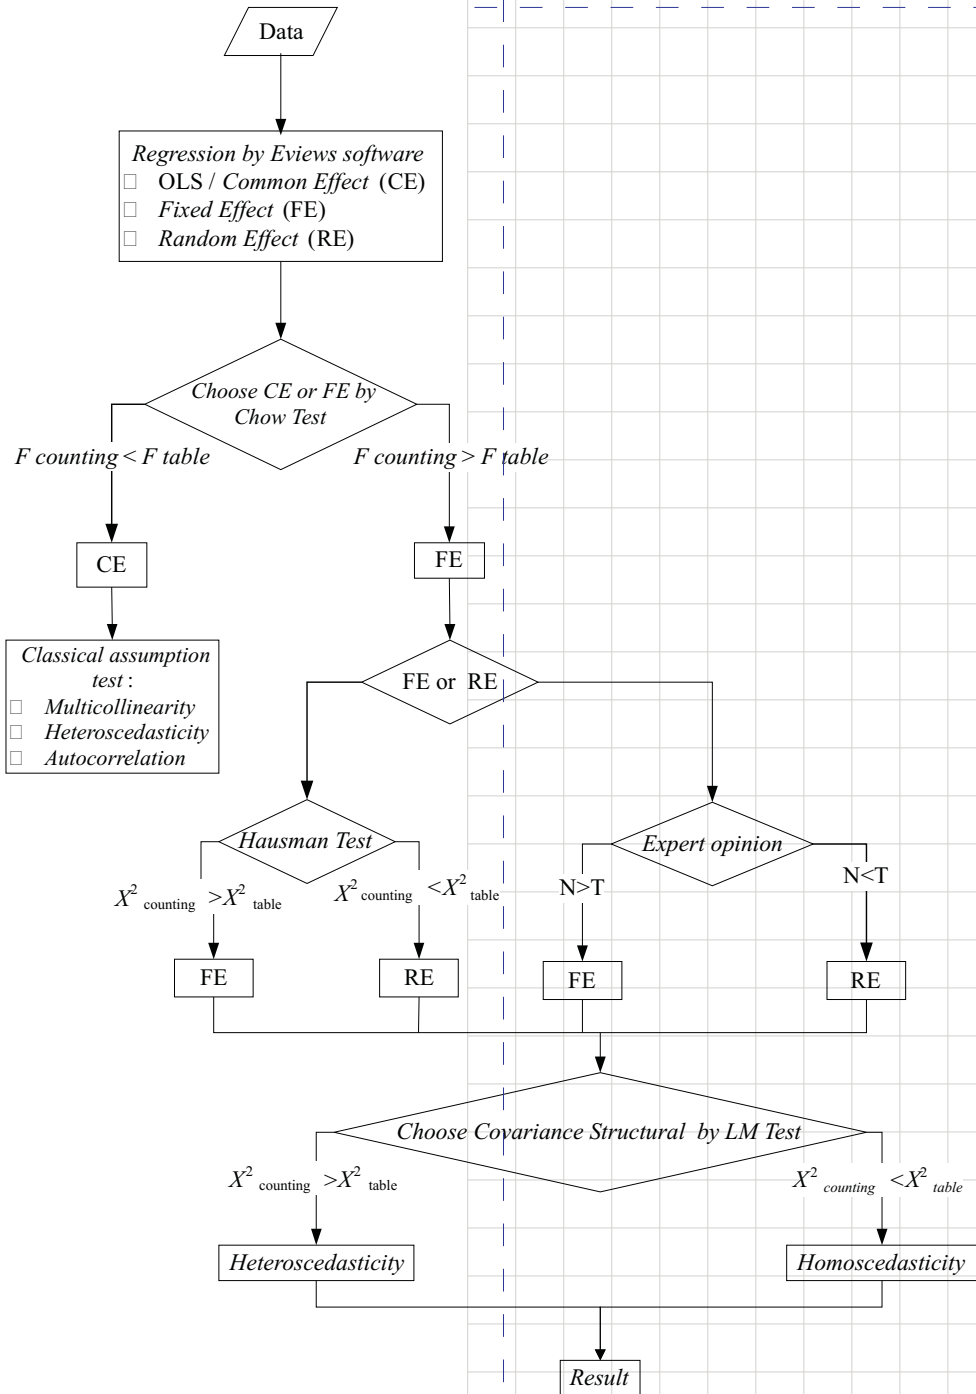 Data
Regression by Eviews software
□ OLS / Common Effect (CE)
□ Fixed Effect (FE)
□ Random Effect (RE)
Choose CE or FE by
Chow Test
F counting < F table
F counting > F table
CE
FE
Classical assumption
test :
□ Multicollinearity
□ Heteroscedasticity
□ Autocorrelation
FE or RE
Hausman Test
Expert opinion
X² counting >X² table
X² counting <X² table
N>T
N<T
FE
RE
FE
RE
Choose Covariance Structural by LM Test
X² counting >X² table
X² counting <X² table
Heteroscedasticity
Homoscedasticity
Result